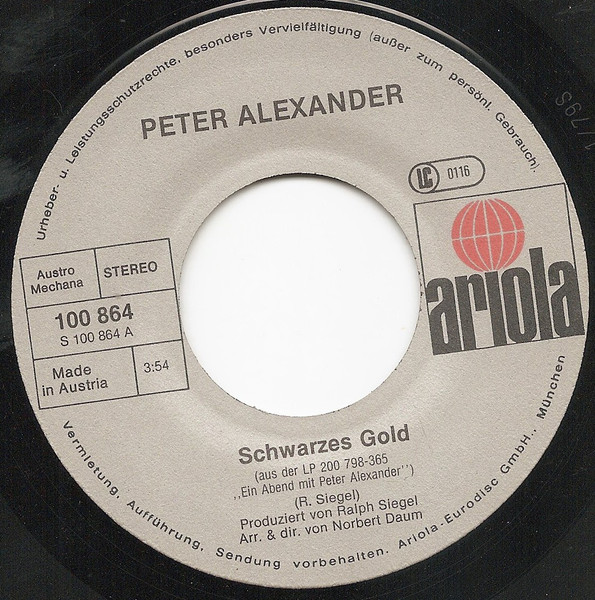 Urheber- u. Leistungsschutzrechte, besonders Vervielfältigung (außer zum persönl. Gebrauch).
PETER ALEXANDER
LC 0116
ariola
Austro
Mechana
STEREO
100 864
S 100 864 A
Made
in Austria
3:54
Schwarzes Gold
(aus der LP 200 798-365
,,Ein Abend mit Peter Alexander'')
(R. Siegel)
Produziert von Ralph Siegel
Arr. & dir. von Norbert Daum
Vermietung, Aufführung, Sendung vorbehalten. Ariola-Eurodisc GmbH., München